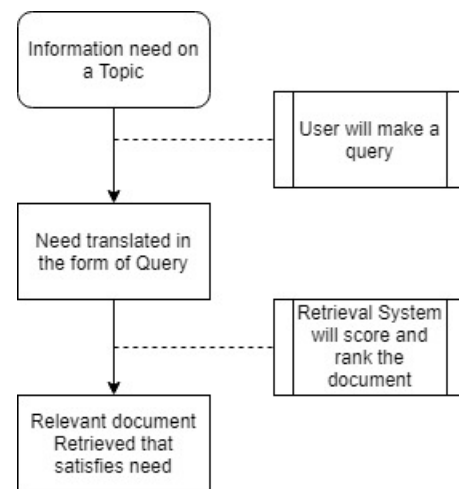 Information need on
a Topic
User will make a
query
Need translated in
the form of Query
Retrieval System
will score and
rank the
document
Relevant document
Retrieved that
satisfies need